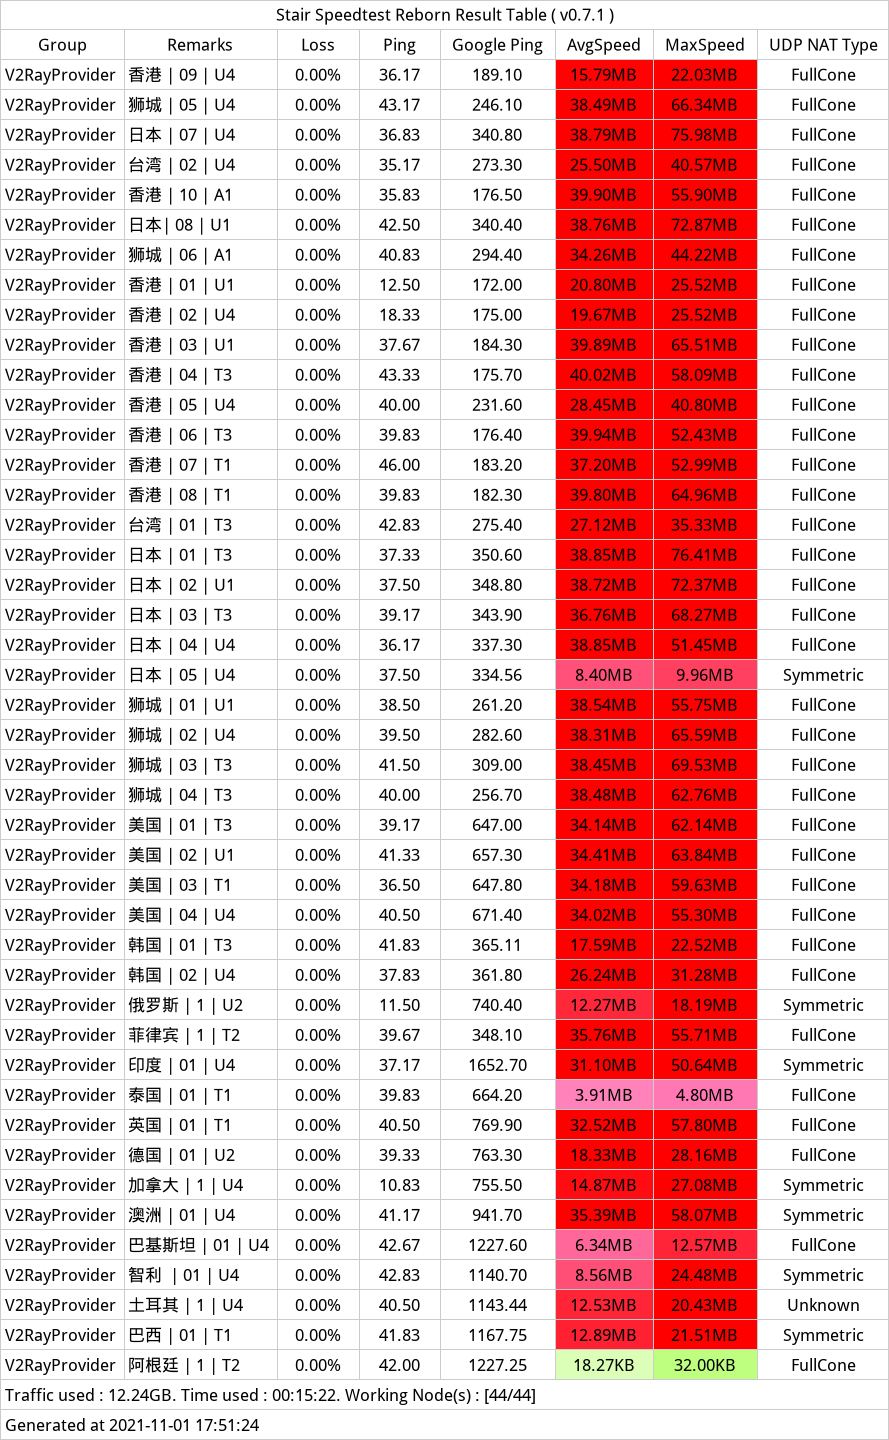 Stair Speedtest Reborn Result Table ( v0.7.1 )
Group Remarks Loss Ping Google Ping AvgSpeed MaxSpeed UDP NAT Type
V2RayProvider 香港 | 09 | U4 0.00% 36.17 189.10 15.79MB 22.03MB FullCone
V2RayProvider 狮城 | 05 | U4 0.00% 43.17 246.10 38.49MB 66.34MB FullCone
V2RayProvider 日本 | 07 | U4 0.00% 36.83 340.80 38.79MB 75.98MB FullCone
V2RayProvider 台湾 | 02 | U4 0.00% 35.17 273.30 25.50MB 40.57MB FullCone
V2RayProvider 香港 | 10 | A1 0.00% 35.83 176.50 39.90MB 55.90MB FullCone
V2RayProvider 日本| 08 | U1 0.00% 42.50 340.40 38.76MB 72.87MB FullCone
V2RayProvider 狮城 | 06 | A1 0.00% 40.83 294.40 34.26MB 44.22MB FullCone
V2RayProvider 香港 | 01 | U1 0.00% 12.50 172.00 20.80MB 25.52MB FullCone
V2RayProvider 香港 | 02 | U4 0.00% 18.33 175.00 19.67MB 25.52MB FullCone
V2RayProvider 香港 | 03 | U1 0.00% 37.67 184.30 39.89MB 65.51MB FullCone
V2RayProvider 香港 | 04 | T3 0.00% 43.33 175.70 40.02MB 58.09MB FullCone
V2RayProvider 香港 | 05 | U4 0.00% 40.00 231.60 28.45MB 40.80MB FullCone
V2RayProvider 香港 | 06 | T3 0.00% 39.83 176.40 39.94MB 52.43MB FullCone
V2RayProvider 香港 | 07 | T1 0.00% 46.00 183.20 37.20MB 52.99MB FullCone
V2RayProvider 香港 | 08 | T1 0.00% 39.83 182.30 39.80MB 64.96MB FullCone
V2RayProvider 台湾 | 01 | T3 0.00% 42.83 275.40 27.12MB 35.33MB FullCone
V2RayProvider 日本 | 01 | T3 0.00% 37.33 350.60 38.85MB 76.41MB FullCone
V2RayProvider 日本 | 02 | U1 0.00% 37.50 348.80 38.72MB 72.37MB FullCone
V2RayProvider 日本 | 03 | T3 0.00% 39.17 343.90 36.76MB 68.27MB FullCone
V2RayProvider 日本 | 04 | U4 0.00% 36.17 337.30 38.85MB 51.45MB FullCone
V2RayProvider 日本 | 05 | U4 0.00% 37.50 334.56 8.40MB 9.96MB Symmetric
V2RayProvider 狮城 | 01 | U1 0.00% 38.50 261.20 38.54MB 55.75MB FullCone
V2RayProvider 狮城 | 02 | U4 0.00% 39.50 282.60 38.31MB 65.59MB FullCone
V2RayProvider 狮城 | 03 | T3 0.00% 41.50 309.00 38.45MB 69.53MB FullCone
V2RayProvider 狮城 | 04 | T3 0.00% 40.00 256.70 38.48MB 62.76MB FullCone
V2RayProvider 美国 | 01 | T3 0.00% 39.17 647.00 34.14MB 62.14MB FullCone
V2RayProvider 美国 | 02 | U1 0.00% 41.33 657.30 34.41MB 63.84MB FullCone
V2RayProvider 美国 | 03 | T1 0.00% 36.50 647.80 34.18MB 59.63MB FullCone
V2RayProvider 美国 | 04 | U4 0.00% 40.50 671.40 34.02MB 55.30MB FullCone
V2RayProvider 韩国 | 01 | T3 0.00% 41.83 365.11 17.59MB 22.52MB FullCone
V2RayProvider 韩国 | 02 | U4 0.00% 37.83 361.80 26.24MB 31.28MB FullCone
V2RayProvider 俄罗斯 | 1 | U2 0.00% 11.50 740.40 12.27MB 18.19MB Symmetric
V2RayProvider 菲律宾 | 1 | T2 0.00% 39.67 348.10 35.76MB 55.71MB FullCone
V2RayProvider 印度 | 01 | U4 0.00% 37.17 1652.70 31.10MB 50.64MB Symmetric
V2RayProvider 泰国 | 01 | T1 0.00% 39.83 664.20 3.91MB 4.80MB FullCone
V2RayProvider 英国 | 01 | T1 0.00% 40.50 769.90 32.52MB 57.80MB FullCone
V2RayProvider 德国 | 01 | U2 0.00% 39.33 763.30 18.33MB 28.16MB FullCone
V2RayProvider 加拿大 | 1 | U4 0.00% 10.83 755.50 14.87MB 27.08MB Symmetric
V2RayProvider 澳洲 | 01 | U4 0.00% 41.17 941.70 35.39MB 58.07MB Symmetric
V2RayProvider 巴基斯坦 | 01 | U4 0.00% 42.67 1227.60 6.34MB 12.57MB FullCone
V2RayProvider 智利 | 01 | U4 0.00% 42.83 1140.70 8.56MB 24.48MB Symmetric
V2RayProvider 土耳其 | 1 | U4 0.00% 40.50 1143.44 12.53MB 20.43MB Unknown
V2RayProvider 巴西 | 01 | T1 0.00% 41.83 1167.75 12.89MB 21.51MB Symmetric
V2RayProvider 阿根廷 | 1 | T2 0.00% 42.00 1227.25 18.27KB 32.00KB FullCone
Traffic used : 12.24GB. Time used : 00:15:22. Working Node(s) : [44/44]
Generated at 2021-11-01 17:51:24